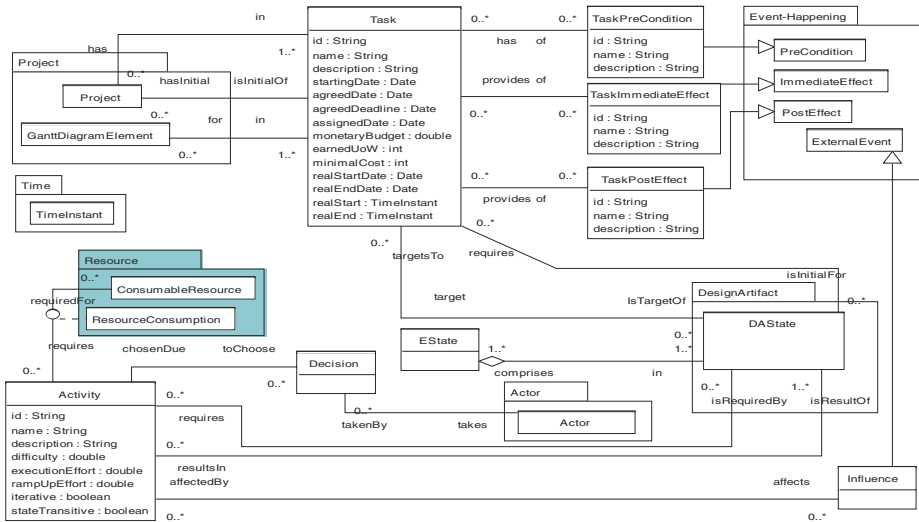 in
Task
0..*
0..*
TaskPreCondition
Event-Happening
has
1..*
id : String
name : String
description : String
startingDate : Date
agreedDate : Date
agreedDeadline : Date
assignedDate : Date
monetaryBudget : double
earnedUoW : int
minimalCost : int
realStartDate : Date
realEndDate : Date
realStart : TimeInstant
realEnd : TimeInstant
has of
id : String
name : String
description : String
PreCondition
Project
0..*
hasInitial
isInitialOf
provides of
ImmediateEffect
Project
TaskImmediateEffect
0..*
0..*
id : String
name : String
description : String
PostEffect
0..*
for
in
GanttDiagramElement
0..*
1..*
ExternalEvent
Time
TimeInstant
0..*
0..*
TaskPostEffect
provides of
id : String
name : String
description : String
0..*
0..*
targetsTo
requires
Resource
0..*
ConsumableResource
requiredFor
ResourceConsumption
isInitialFor
target
IsTargetOf
DesignArtifact
0..*
DAState
requires
chosenDue
toChoose
EState
1..*
0..*
1..*
comprises
in
0..*
Decision
0..*
Activity
0..*
id : String
name : String
description : String
difficulty : double
executionEffort : double
rampUpEffort : double
iterative : boolean
stateTransitive : boolean
requires
0..*
0..*
takenBy
takes
Actor
Actor
0..*
1..*
isRequiredBy
isResultOf
resultsIn
affectedBy
affects
Influence
0..*
0..*